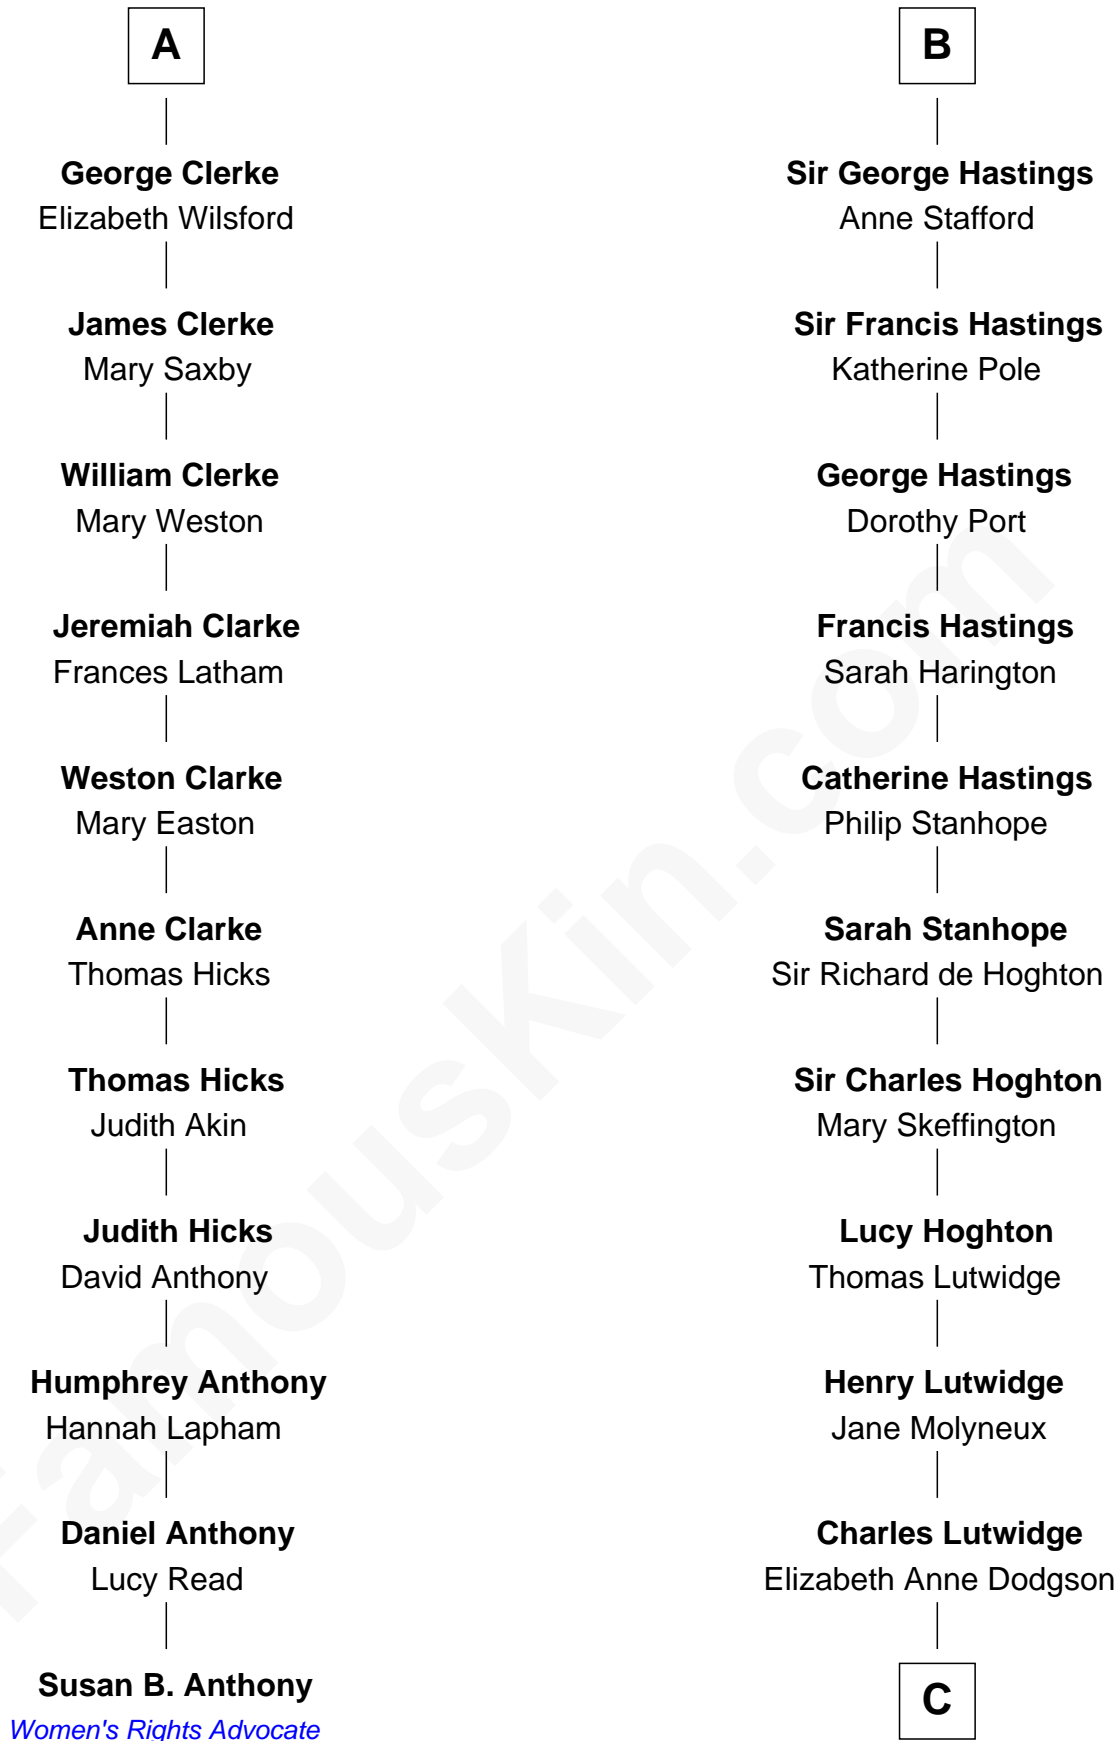 A
George Clerke
Elizabeth Wilsford
James Clerke
Mary Saxby
William Clerke
Mary Weston
Jeremiah Clarke
Frances Latham
Weston Clarke
Mary Easton
Anne Clarke
Thomas Hicks
Thomas Hicks
Judith Akin
Judith Hicks
David Anthony
Humphrey Anthony
Hannah Lapham
Daniel Anthony
Lucy Read
Susan B. Anthony
Women's Rights Advocate
B
Sir George Hastings
Anne Stafford
Sir Francis Hastings
Katherine Pole
George Hastings
Dorothy Port
Francis Hastings
Sarah Harington
Catherine Hastings
Philip Stanhope
Sarah Stanhope
Sir Richard de Hoghton
Sir Charles Hoghton
Mary Skeffington
Lucy Hoghton
Thomas Lutwidge
Henry Lutwidge
Jane Molyneux
Charles Lutwidge
Elizabeth Anne Dodgson
C
FamousKin.com